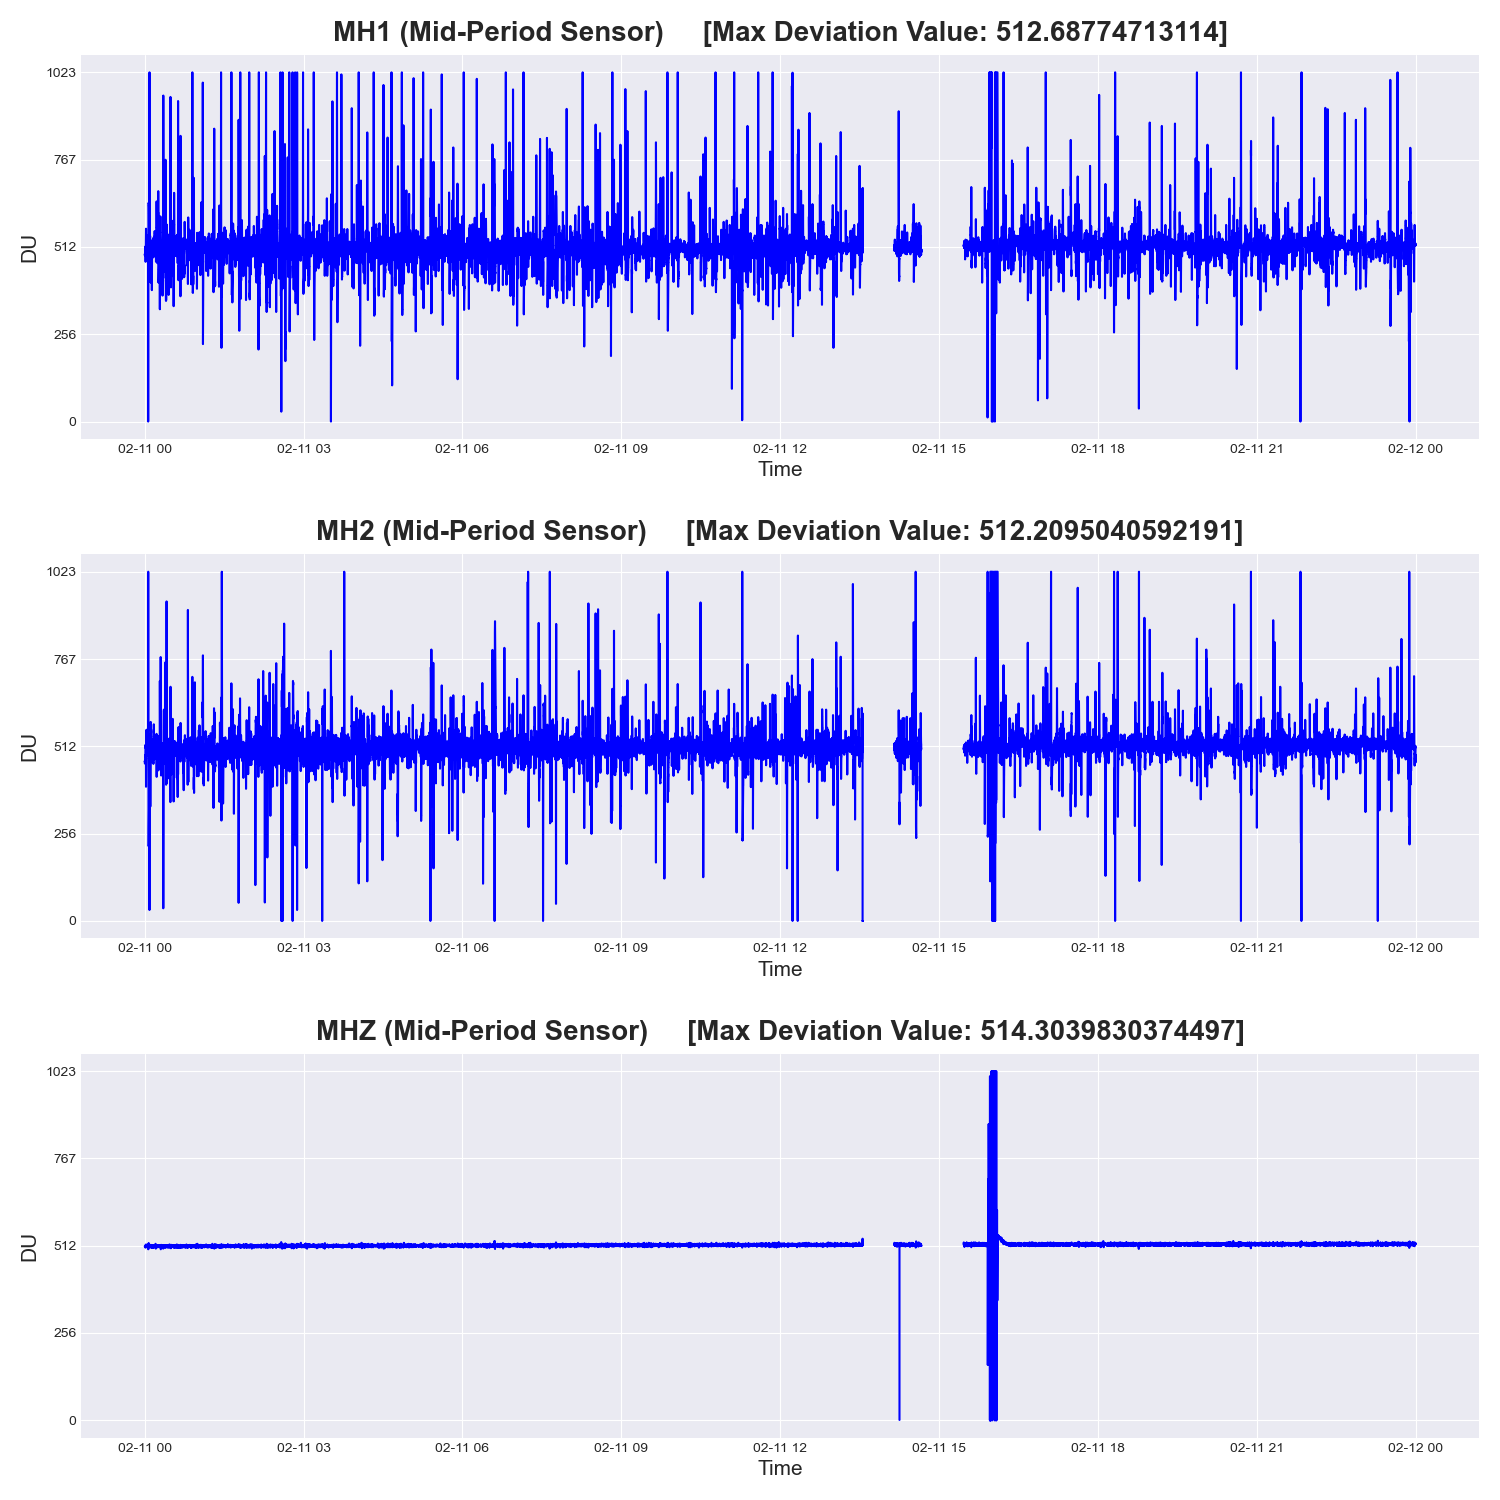 MH1 (Mid-Period Sensor) [Max Deviation Value: 512.68774713114]
1023
767
512
256
0
DU
02-11 00 02-11 03 02-11 06 02-11 09 02-11 12 02-11 15 02-11 18 02-11 21 02-12 00
Time
MH2 (Mid-Period Sensor) [Max Deviation Value: 512.2095040592191]
1023
767
512
256
0
DU
02-11 00 02-11 03 02-11 06 02-11 09 02-11 12 02-11 15 02-11 18 02-11 21 02-12 00
Time
MHZ (Mid-Period Sensor) [Max Deviation Value: 514.3039830374497]
1023
767
512
256
0
DU
02-11 00 02-11 03 02-11 06 02-11 09 02-11 12 02-11 15 02-11 18 02-11 21 02-12 00
Time